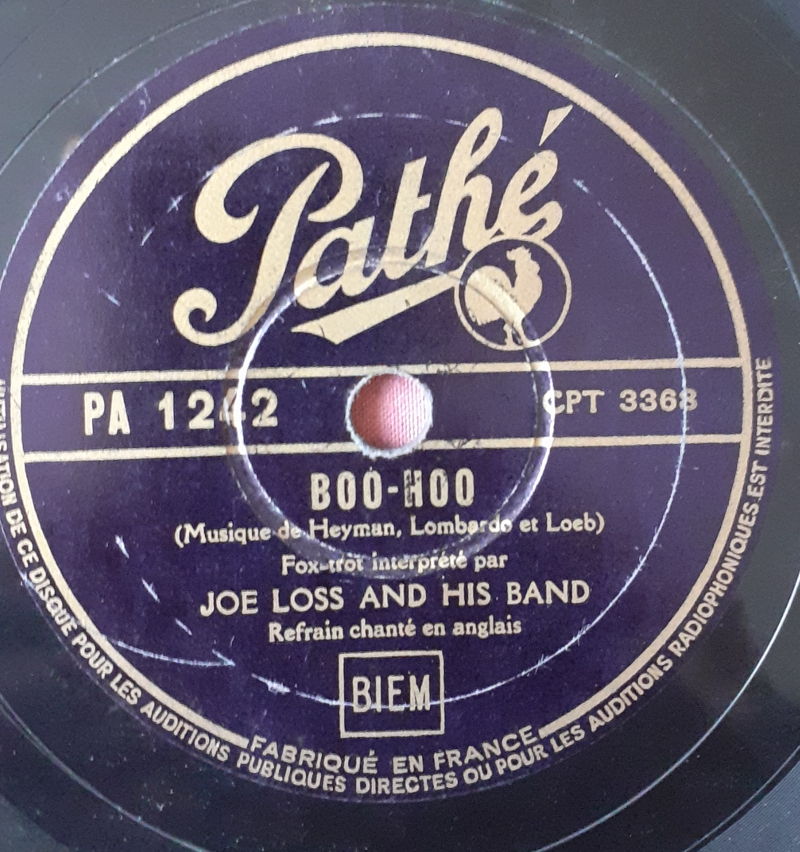 Pathé
PA 1242
CPT 3368
BOO-HOO
(Musique de Heyman, Lombardo et Loeb)
Fox-trot interprété par
JOE LOSS AND HIS BAND
Refrain chanté en anglais
BIEM
FABRIQUÉ EN FRANCE
DE CE DISQUE POUR LES AUDITIONS PUBLIQUES DIRECTES OU POUR LES AUDITIONS RADIOPHONIQUES EST INTERDITE